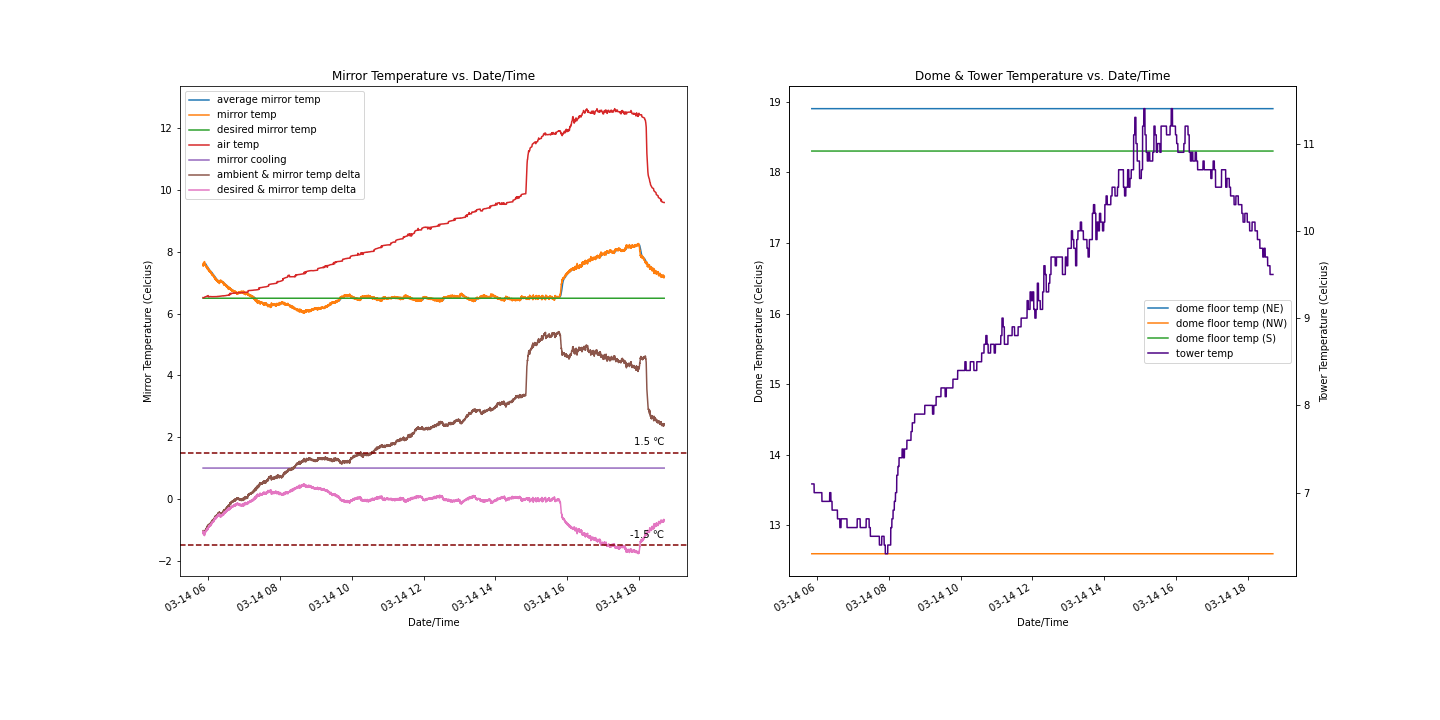 Mirror Temperature vs. Date/Time
average mirror temp
mirror temp
desired mirror temp
air temp
mirror cooling
ambient & mirror temp delta
desired & mirror temp delta
12
10
8
6
4
2
0
−2
Mirror Temperature (Celcius)
1.5 °C
-1.5 °C
03-14 06
03-14 08
03-14 10
03-14 12
03-14 14
03-14 16
03-14 18
Date/Time
Dome & Tower Temperature vs. Date/Time
19
18
17
16
15
14
13
Dome Temperature (Celcius)
dome floor temp (NE)
dome floor temp (NW)
dome floor temp (S)
tower temp
11
10
9
8
7
Tower Temperature (Celcius)
03-14 06
03-14 08
03-14 10
03-14 12
03-14 14
03-14 16
03-14 18
Date/Time